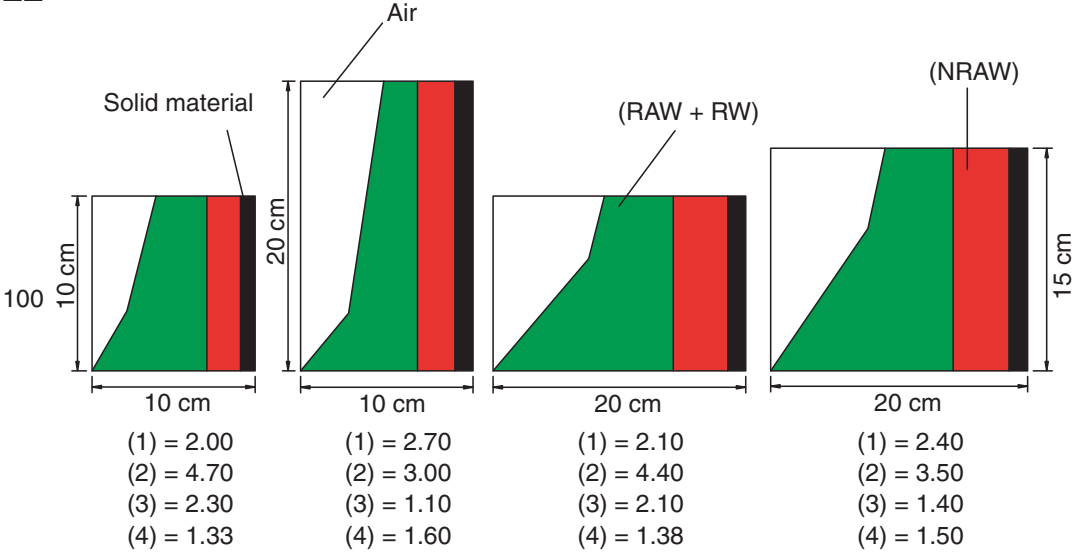 Air
(NRAW)
Solid material
(RAW + RW)
20 cm
10 cm
15 cm
100
10 cm
10 cm
20 cm
20 cm
(1) = 2.00
(2) = 4.70
(3) = 2.30
(4) = 1.33
(1) = 2.70
(2) = 3.00
(3) = 1.10
(4) = 1.60
(1) = 2.10
(2) = 4.40
(3) = 2.10
(4) = 1.38
(1) = 2.40
(2) = 3.50
(3) = 1.40
(4) = 1.50